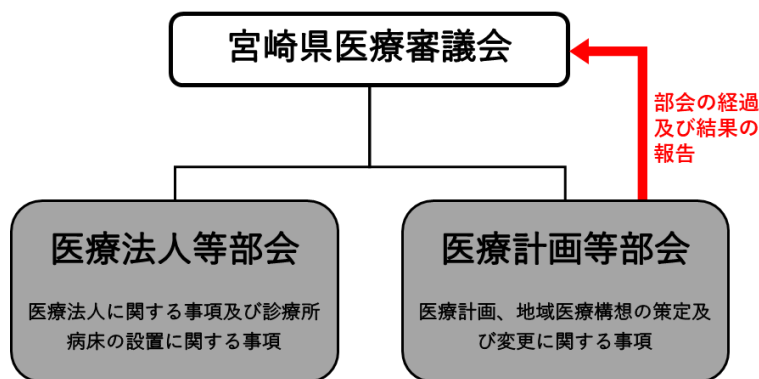 宮崎県医療審議会
部会の経過
及び結果の
報告
医療法人等部会
医療法人に関する事項及び診療所
病床の設置に関する事項
医療計画等部会
医療計画、地域医療構想の策定及
び変更に関する事項